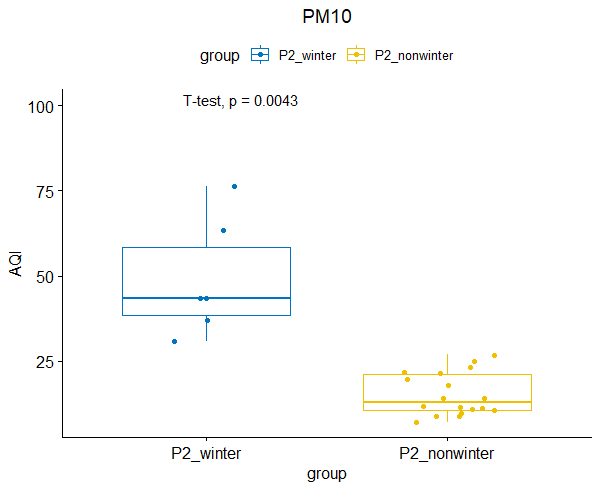 PM10
group P2_winter P2_nonwinter
T-test, p = 0.0043
100
75
50
25
AQI
P2_winter P2_nonwinter
group